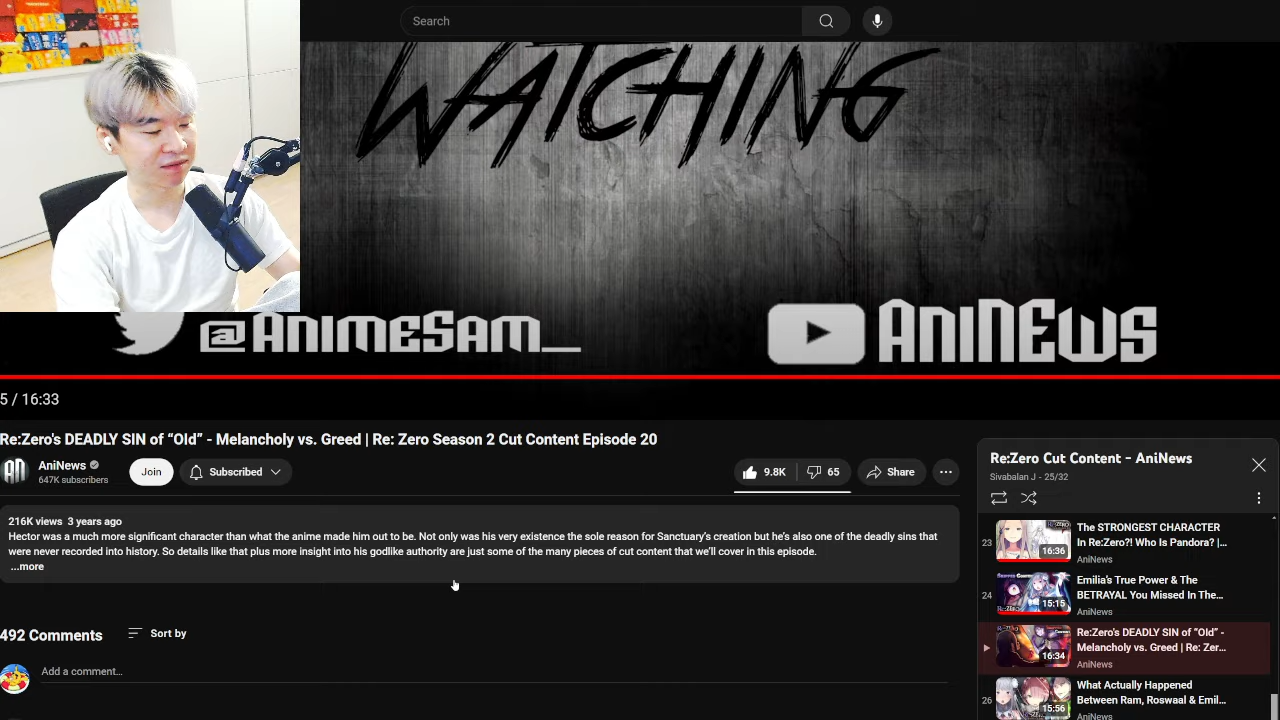 Search
WATCHING
@AnimeSam_
AniNews
5 / 16:33
Re:Zero's DEADLY SIN of “Old” - Melancholy vs. Greed | Re: Zero Season 2 Cut Content Episode 20
AniNews
647K subscribers
Join
Subscribed
9.8K
65
Share
216K views 3 years ago
Hector was a much more significant character than what the anime made him out to be. Not only was his very existence the sole reason for Sanctuary's creation but he's also one of the deadly sins that
were never recorded into history. So details like that plus more insight into his godlike authority are just some of the many pieces of cut content that we'll cover in this episode.
...more
492 Comments
Sort by
Add a comment...
Re:Zero Cut Content - AniNews
Sivabalan J - 25/32
23
16:36
The STRONGEST CHARACTER
In Re:Zero?! Who Is Pandora? |...
AniNews
24
15:15
Emilia's True Power & The
BETRAYAL You Missed In The...
AniNews
16:34
Re:Zero's DEADLY SIN of “Old” -
Melancholy vs. Greed | Re: Zer...
AniNews
26
15:56
What Actually Happened
Between Ram, Roswaal & Emil...
AniNews